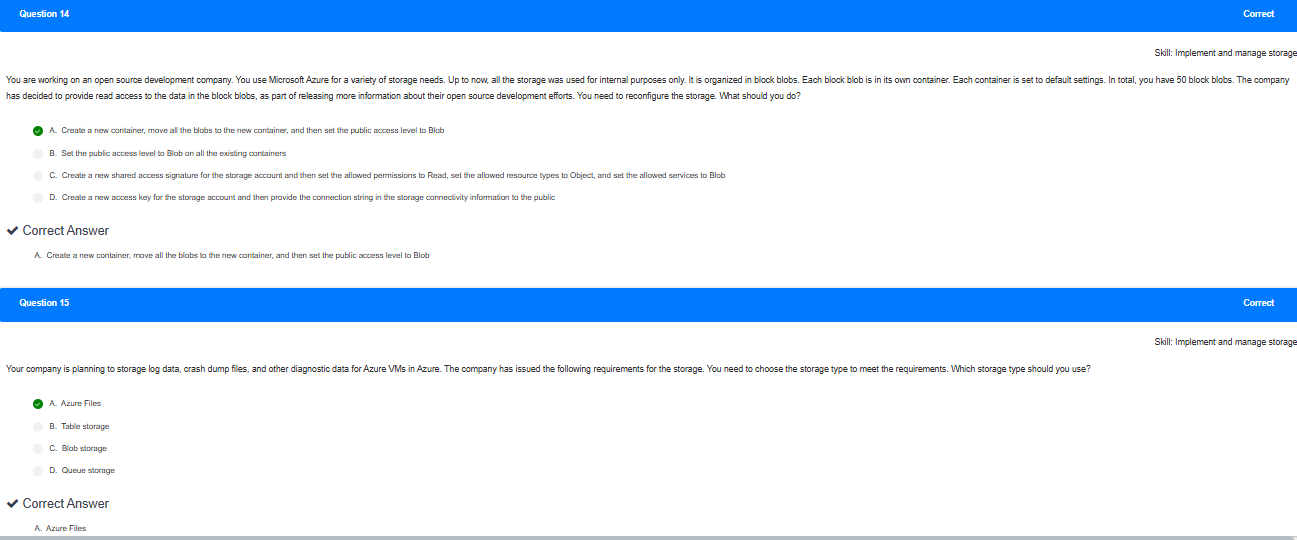 Question 14 Correct
Skill: Implement and manage storage
You are working on an open source development company. You use Microsoft Azure for a variety of storage needs. Up to now, all the storage was used for internal purposes only. It is organized in block blobs. Each block blob is in its own container. Each container is set to default settings. In total, you have 50 block blobs. The company
has decided to provide read access to the data in the block blobs, as part of releasing more information about their open source development efforts. You need to reconfigure the storage. What should you do?
A. Create a new container, move all the blobs to the new container, and then set the public access level to Blob
B. Set the public access level to Blob on all the existing containers
C. Create a new shared access signature for the storage account and then set the allowed permissions to Read, set the allowed resource types to Object, and set the allowed services to Blob
D. Create a new access key for the storage account and then provide the connection string in the storage connectivity information to the public
Correct Answer
A. Create a new container, move all the blobs to the new container, and then set the public access level to Blob
Question 15 Correct
Skill: Implement and manage storage
Your company is planning to storage log data, crash dump files, and other diagnostic data for Azure VMs in Azure. The company has issued the following requirements for the storage. You need to choose the storage type to meet the requirements. Which storage type should you use?
A. Azure Files
B. Table storage
C. Blob storage
D. Queue storage
Correct Answer
A. Azure Files